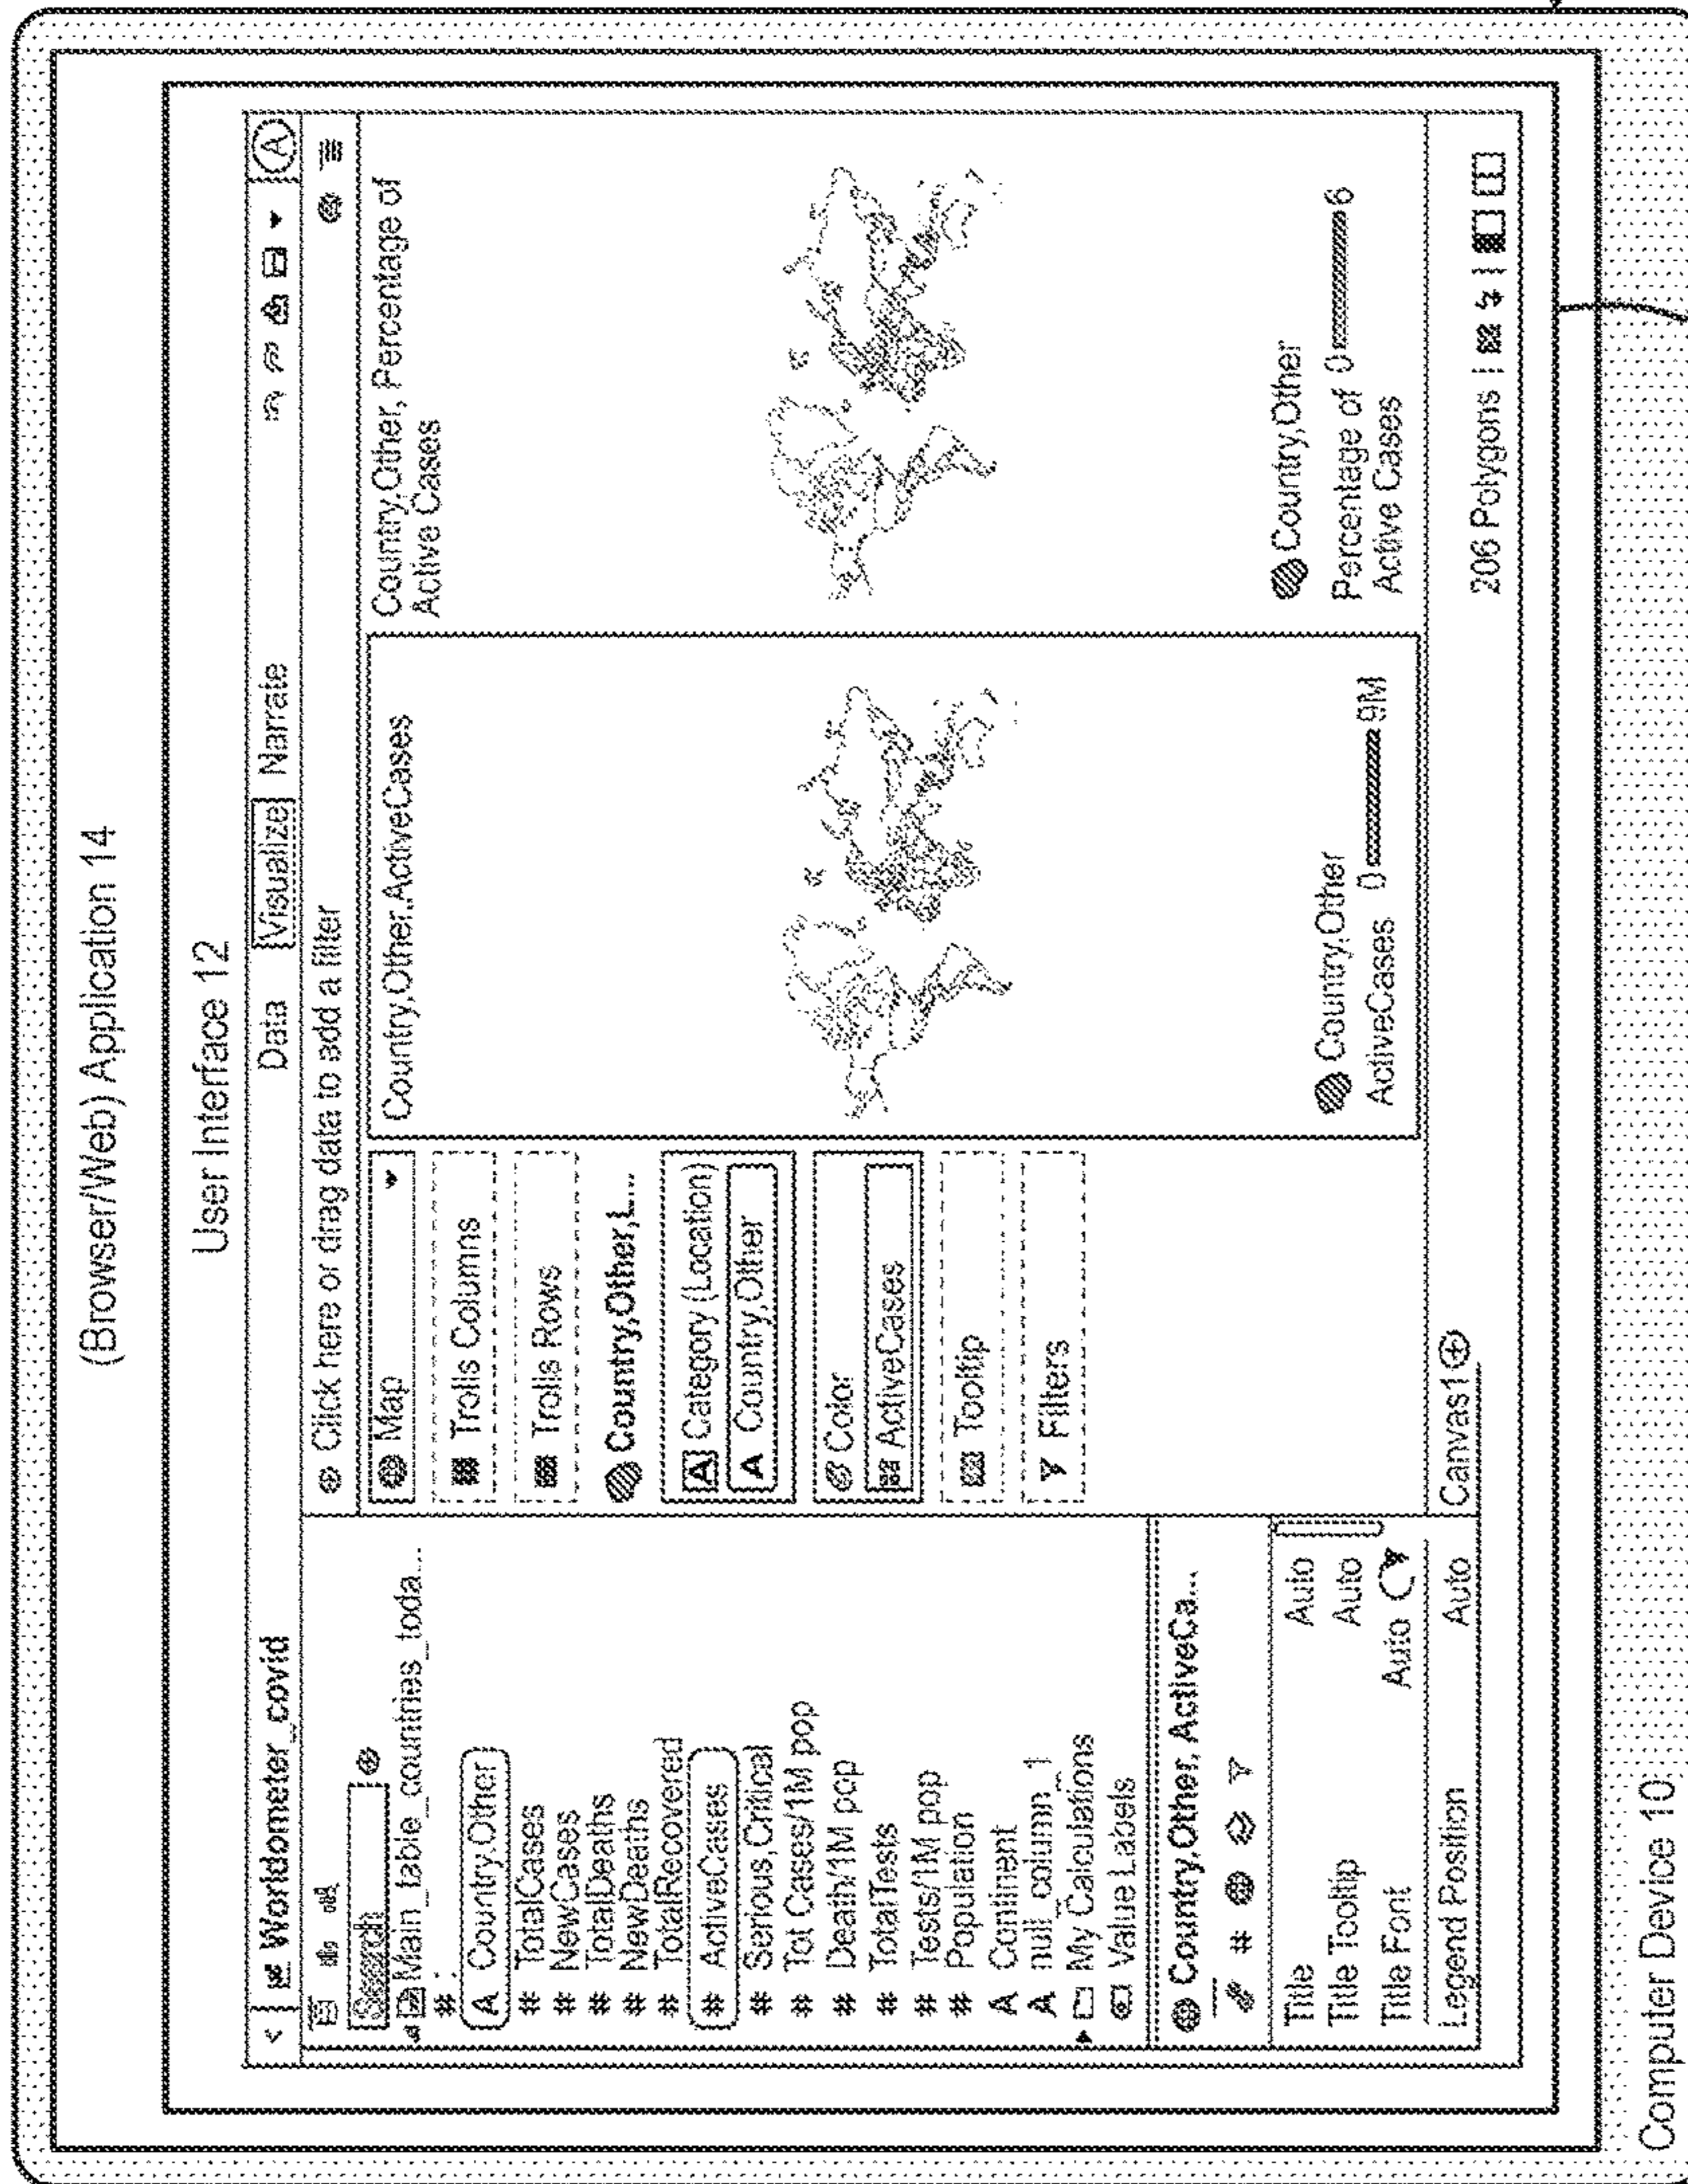 (Browser/Web) Application 14
User Interface 12
< Worldometer_covid
Data Visualize Narrate
A
Search
Main_table_countries_toda...
# :
A Country,Other
# TotalCases
# NewCases
# TotalDeaths
# NewDeaths
# TotalRecovered
# ActiveCases
# Serious,Critical
# Tot Cases/1M pop
# Death/1M pop
# TotalTests
# Tests/1M pop
# Population
A Continent
A null_column_1
My Calculations
Value Labels
Country,Other, ActiveCa...
#
Title Auto
Title Tooltip Auto
Title Font Auto
Legend Position Auto
Click here or drag data to add a filter
Map
Trolls Columns
Trolls Rows
Country,Other,L...
A Category (Location)
A Country,Other
Color
ActiveCases
Tooltip
Filters
Country,Other,ActiveCases
Country,Other
ActiveCases 0 9M
Country,Other, Percentage of
Active Cases
Country,Other
Percentage of 0 6
Active Cases
Canvas1
206 Polygons
Computer Device 10